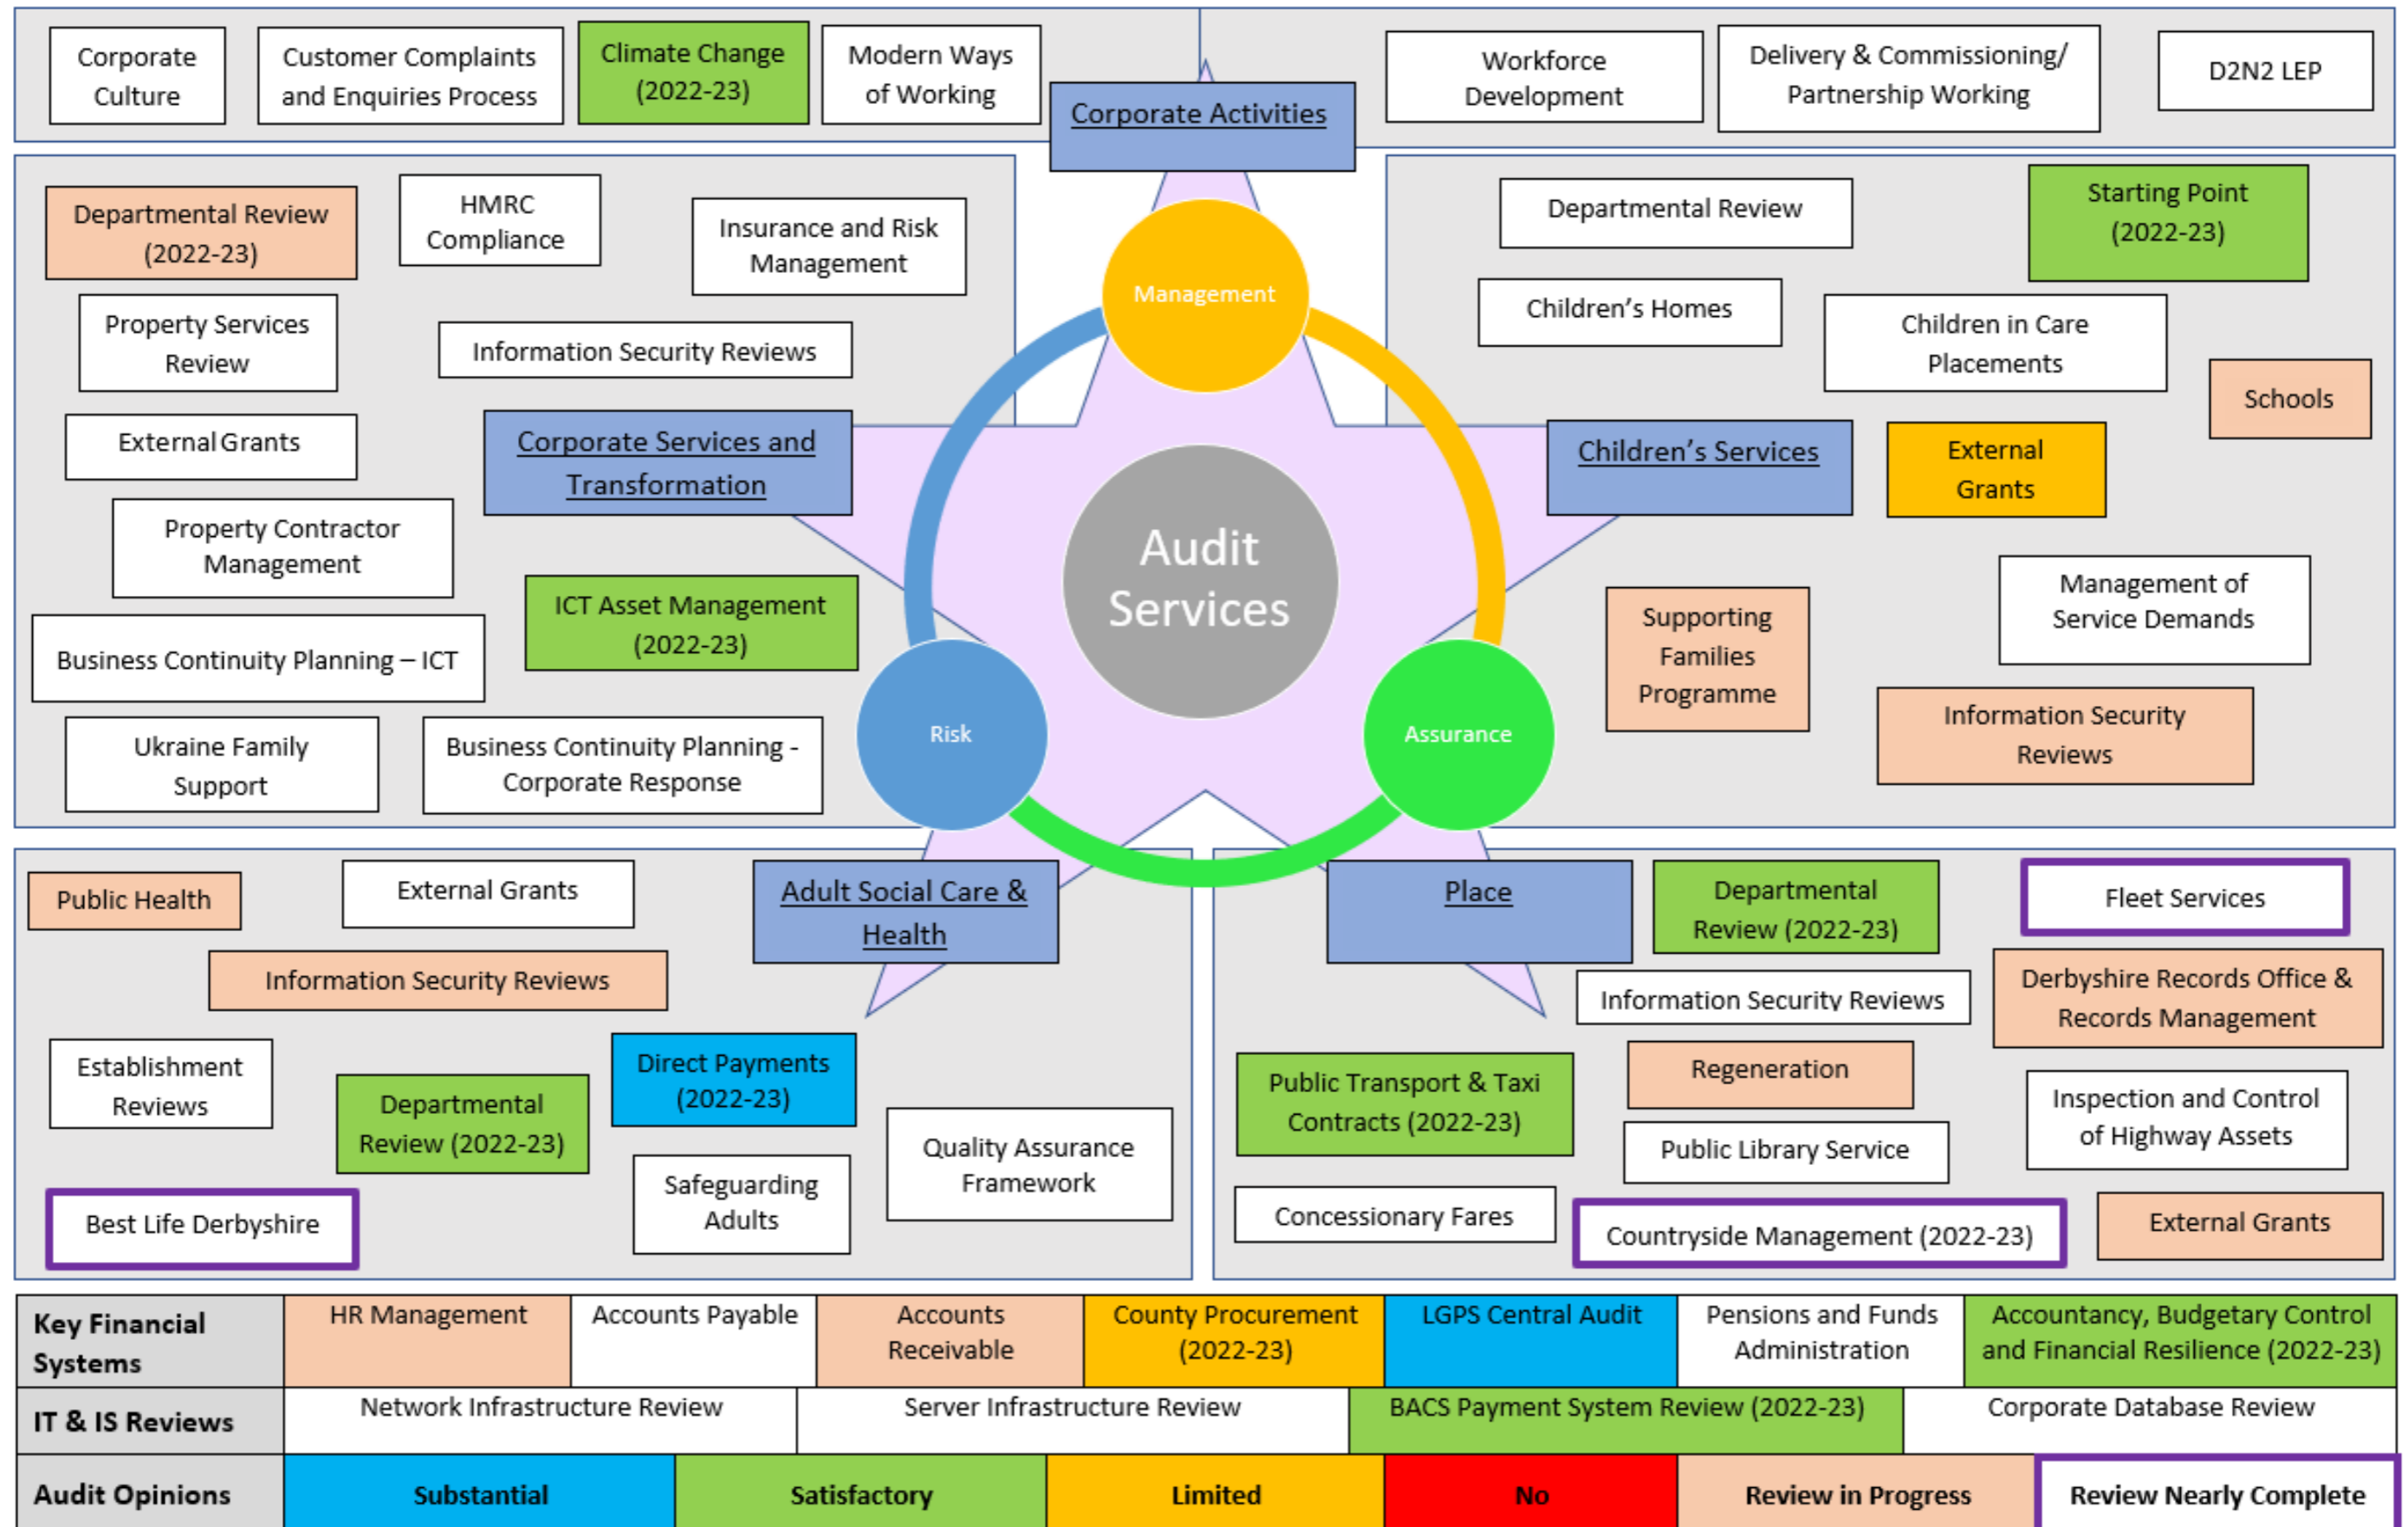 Corporate
Culture
Customer Complaints
and Enquiries Process
Climate Change
(2022-23)
Modern Ways
of Working
Corporate Activities
Workforce
Development
Delivery & Commissioning/
Partnership Working
D2N2 LEP
Departmental Review
(2022-23)
HMRC
Compliance
Insurance and Risk
Management
Property Services
Review
Information Security Reviews
External Grants
Corporate Services and
Transformation
Property Contractor
Management
ICT Asset Management
(2022-23)
Business Continuity Planning – ICT
Ukraine Family
Support
Business Continuity Planning -
Corporate Response
Management
Audit
Services
Risk
Assurance
Departmental Review
Starting Point
(2022-23)
Children's Homes
Children in Care
Placements
Schools
Children's Services
External
Grants
Management of
Service Demands
Supporting
Families
Programme
Information Security
Reviews
Public Health
External Grants
Adult Social Care &
Health
Information Security Reviews
Establishment
Reviews
Departmental
Review (2022-23)
Direct Payments
(2022-23)
Quality Assurance
Framework
Safeguarding
Adults
Best Life Derbyshire
Place
Departmental
Review (2022-23)
Fleet Services
Information Security Reviews
Derbyshire Records Office &
Records Management
Public Transport & Taxi
Contracts (2022-23)
Regeneration
Inspection and Control
of Highway Assets
Public Library Service
Concessionary Fares
Countryside Management (2022-23)
External Grants
Key Financial
Systems
HR Management
Accounts Payable
Accounts
Receivable
County Procurement
(2022-23)
LGPS Central Audit
Pensions and Funds
Administration
Accountancy, Budgetary Control
and Financial Resilience (2022-23)
IT & IS Reviews
Network Infrastructure Review
Server Infrastructure Review
BACS Payment System Review (2022-23)
Corporate Database Review
Audit Opinions
Substantial
Satisfactory
Limited
No
Review in Progress
Review Nearly Complete